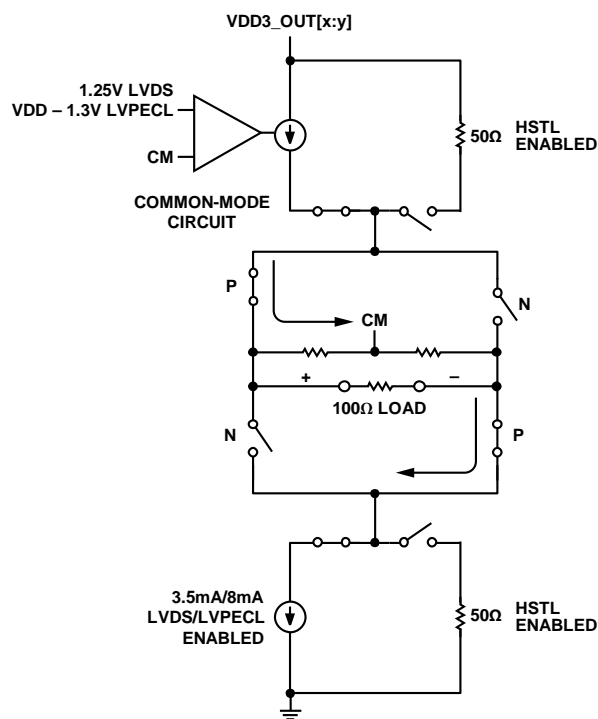 VDD3_OUT[x:y]
1.25V LVDS
VDD – 1.3V LVPECL
CM
COMMON-MODE
CIRCUIT
50Ω
HSTL
ENABLED
P
N
CM
+
–
100Ω LOAD
N
P
3.5mA/8mA
LVDS/LVPECL
ENABLED
50Ω
HSTL
ENABLED